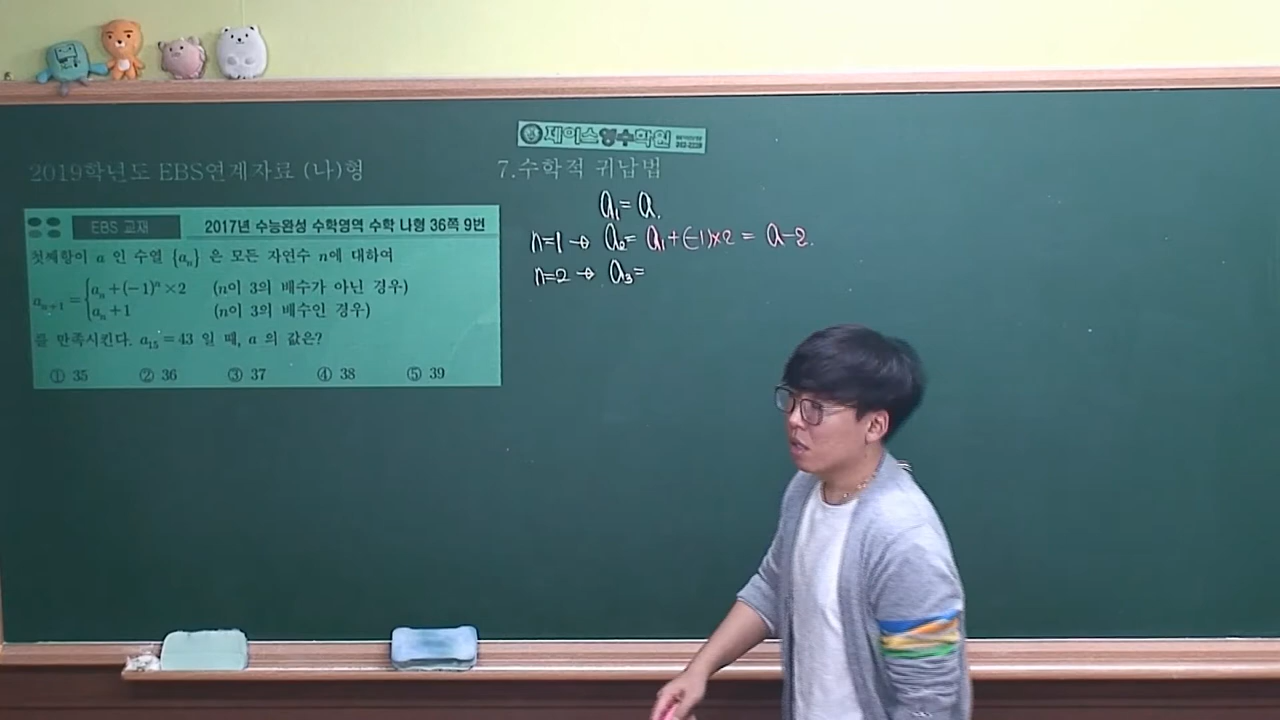 제이스영수학원
2019학년도 EBS연계자료 (나)형
7.수학적 귀납법
EBS 교재
2017년 수능완성 수학영역 수학 나형 36쪽 9번
첫째항이 a 인 수열 {aₙ} 은 모든 자연수 n에 대하여
aₙ₊₁ = { aₙ+(−1)ⁿ×2 (n이 3의 배수가 아닌 경우)
aₙ+1 (n이 3의 배수인 경우)
를 만족시킨다. a₁₅=43 일 때, a 의 값은?
① 35 ② 36 ③ 37 ④ 38 ⑤ 39
a₁= a.
n=1 → a₂= a₁+(-1)×2 = a-2.
n=2 → a₃=